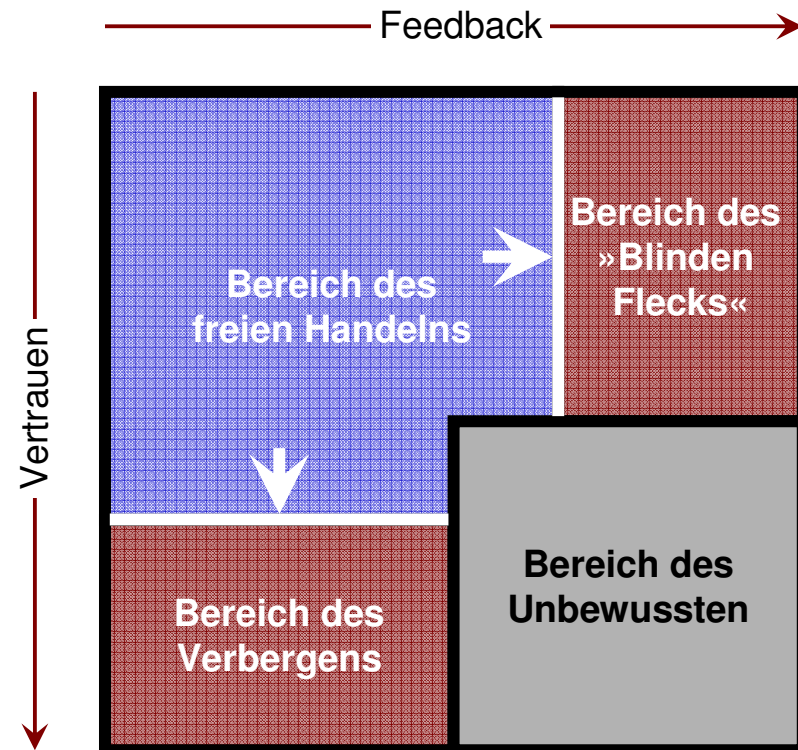 Feedback
Vertrauen
Bereich des
freien Handelns
Bereich des
»Blinden
Flecks«
Bereich des
Verbergens
Bereich des
Unbewussten